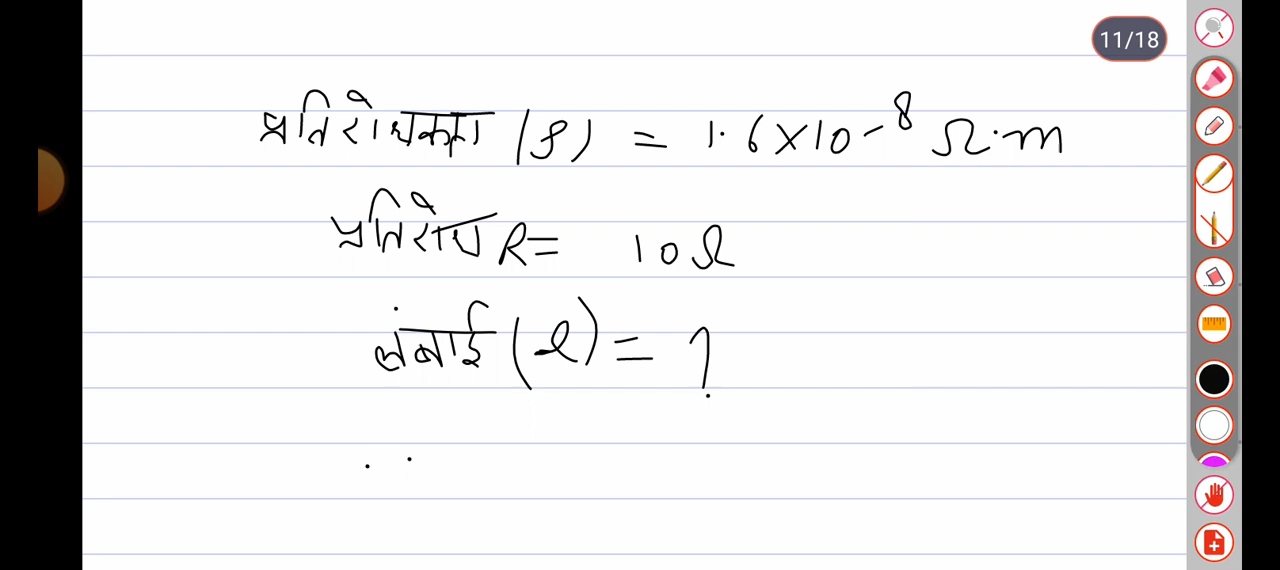 11/18
प्रतिरोधकता (ρ) = 1.6×10-⁸ Ω.m
प्रतिरोध R= 10Ω
लंबाई (l) = ?